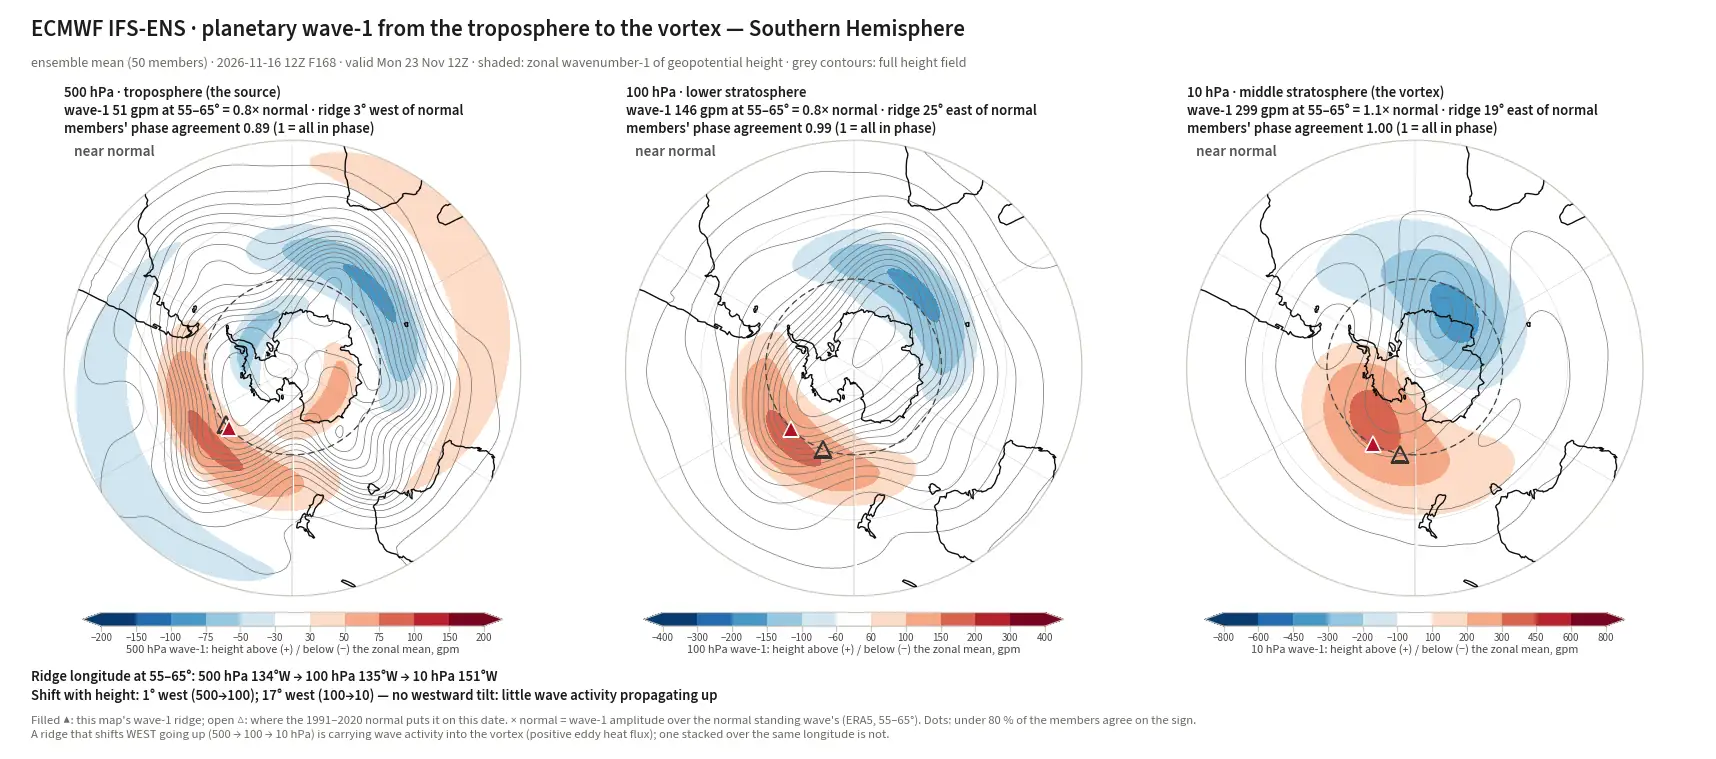 ECMWF IFS-ENS · planetary wave-1 from the troposphere to the vortex — Southern Hemisphere
ensemble mean (50 members) · 2026-11-16 12Z F168 · valid Mon 23 Nov 12Z · shaded: zonal wavenumber-1 of geopotential height · grey contours: full height field
500 hPa · troposphere (the source)
wave-1 51 gpm at 55–65° = 0.8× normal · ridge 3° west of normal
members' phase agreement 0.89 (1 = all in phase)
near normal
100 hPa · lower stratosphere
wave-1 146 gpm at 55–65° = 0.8× normal · ridge 25° east of normal
members' phase agreement 0.99 (1 = all in phase)
near normal
10 hPa · middle stratosphere (the vortex)
wave-1 299 gpm at 55–65° = 1.1× normal · ridge 19° east of normal
members' phase agreement 1.00 (1 = all in phase)
near normal
−200 −150 −100 −75 −50 −30 30 50 75 100 150 200
500 hPa wave-1: height above (+) / below (−) the zonal mean, gpm
−400 −300 −200 −150 −100 −60 60 100 150 200 300 400
100 hPa wave-1: height above (+) / below (−) the zonal mean, gpm
−800 −600 −450 −300 −200 −100 100 200 300 450 600 800
10 hPa wave-1: height above (+) / below (−) the zonal mean, gpm
Ridge longitude at 55–65°: 500 hPa 134°W → 100 hPa 135°W → 10 hPa 151°W
Shift with height: 1° west (500→100); 17° west (100→10) — no westward tilt: little wave activity propagating up
Filled ▲: this map's wave-1 ridge; open △: where the 1991–2020 normal puts it on this date. × normal = wave-1 amplitude over the normal standing wave's (ERA5, 55–65°). Dots: under 80 % of the members agree on the sign.
A ridge that shifts WEST going up (500 → 100 → 10 hPa) is carrying wave activity into the vortex (positive eddy heat flux); one stacked over the same longitude is not.